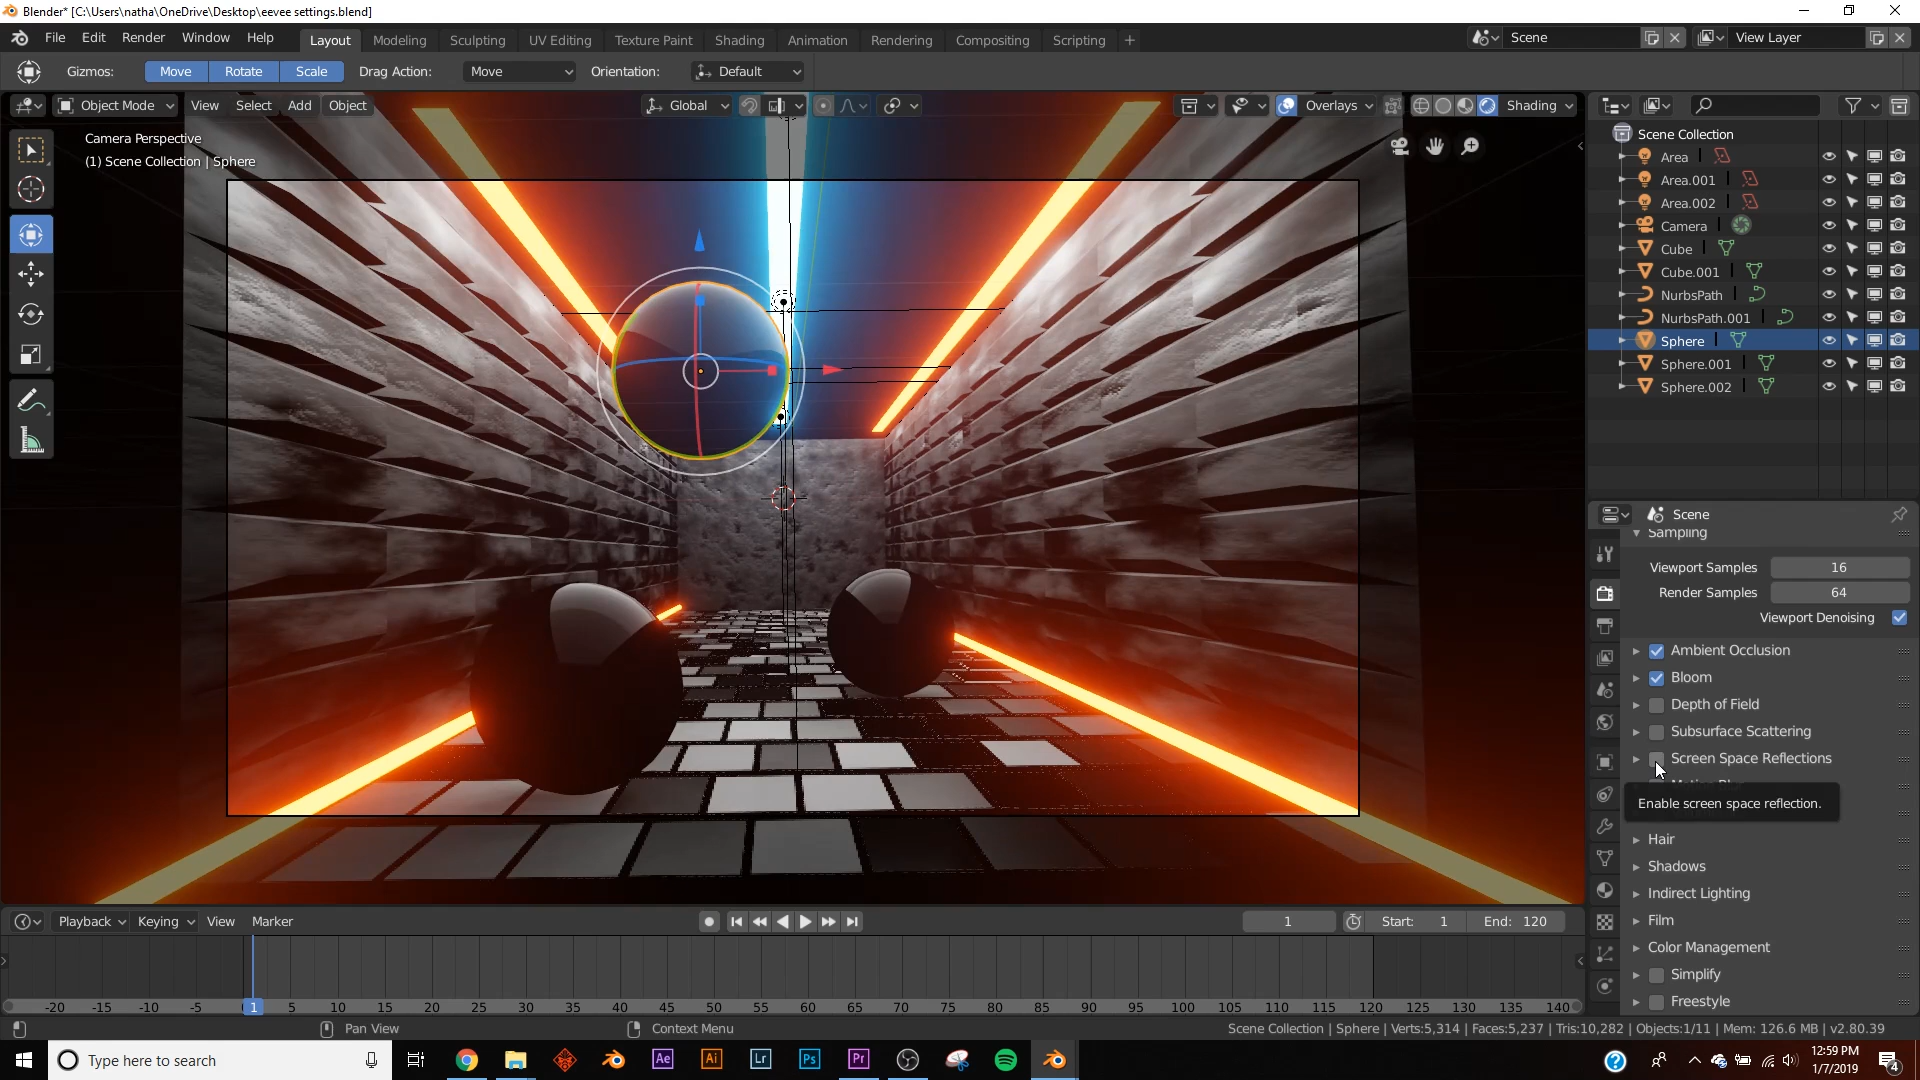 Blender* [C:\Users\natha\OneDrive\Desktop\eevee settings.blend]
File Edit Render Window Help Layout Modeling Sculpting UV Editing Texture Paint Shading Animation Rendering Compositing Scripting + Scene View Layer
Gizmos: Move Rotate Scale Drag Action: Move Orientation: Default
Object Mode View Select Add Object Global Overlays Shading
Camera Perspective
(1) Scene Collection | Sphere
Scene Collection
Area
Area.001
Area.002
Camera
Cube
Cube.001
NurbsPath
NurbsPath.001
Sphere
Sphere.001
Sphere.002
Scene
Sampling
Viewport Samples 16
Render Samples 64
Viewport Denoising
Ambient Occlusion
Bloom
Depth of Field
Subsurface Scattering
Screen Space Reflections
Enable screen space reflection.
Hair
Shadows
Indirect Lighting
Film
Color Management
Simplify
Freestyle
Playback Keying View Marker 1 Start: 1 End: 120
-20 -15 -10 -5 1 5 10 15 20 25 30 35 40 45 50 55 60 65 70 75 80 85 90 95 100 105 110 115 120 125 130 135 140
Pan View Context Menu Scene Collection | Sphere | Verts:5,314 | Faces:5,237 | Tris:10,282 | Objects:1/11 | Mem: 126.6 MB | v2.80.39
Type here to search Ae Ai Lr Ps Pr 12:59 PM
1/7/2019 4